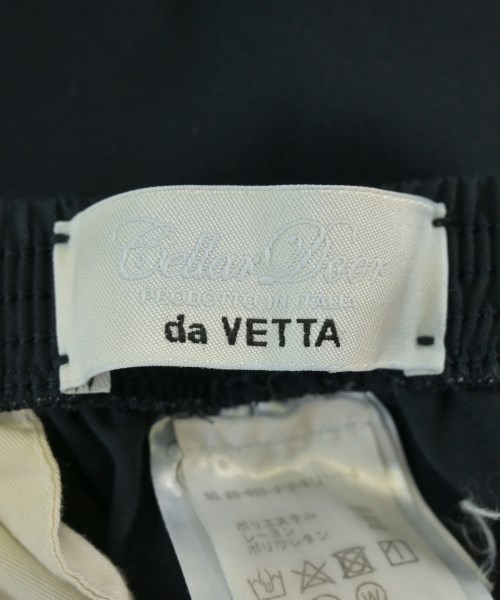 Cellar Door
PRODOTTO IN ITALIA
da VETTA
ポリエステル
レーヨン
ポリウレタン